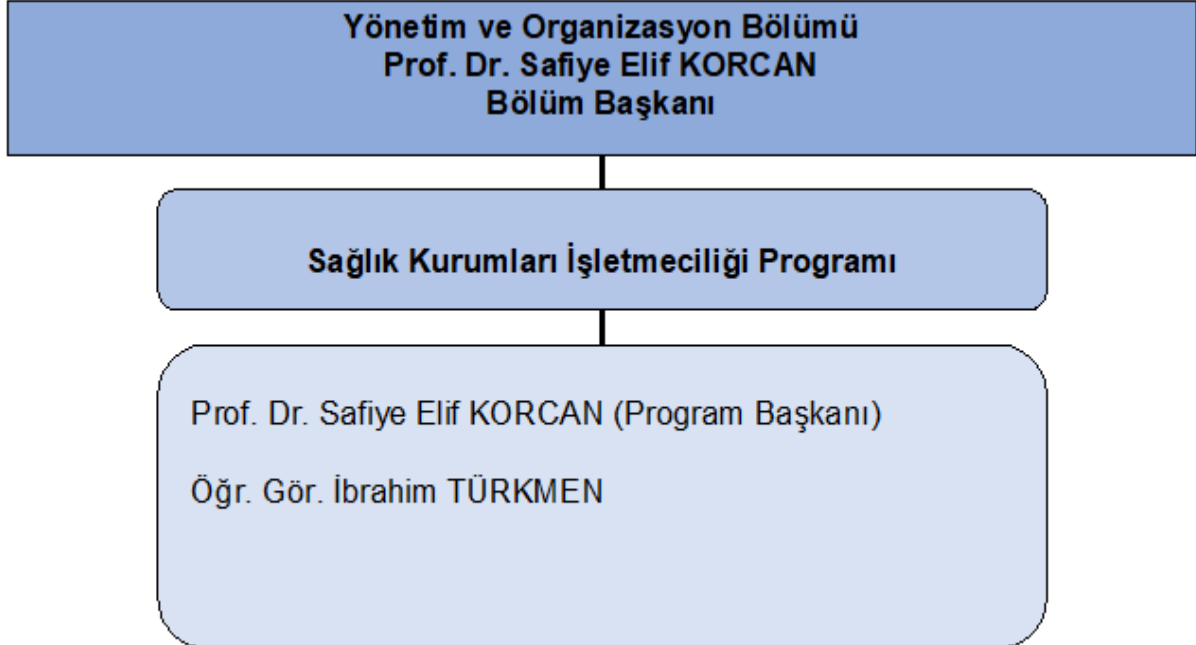 Yönetim ve Organizasyon Bölümü
Prof. Dr. Safiye Elif KORCAN
Bölüm Başkanı
Sağlık Kurumları İşletmeciliği Programı
Prof. Dr. Safiye Elif KORCAN (Program Başkanı)
Öğr. Gör. İbrahim TÜRKMEN